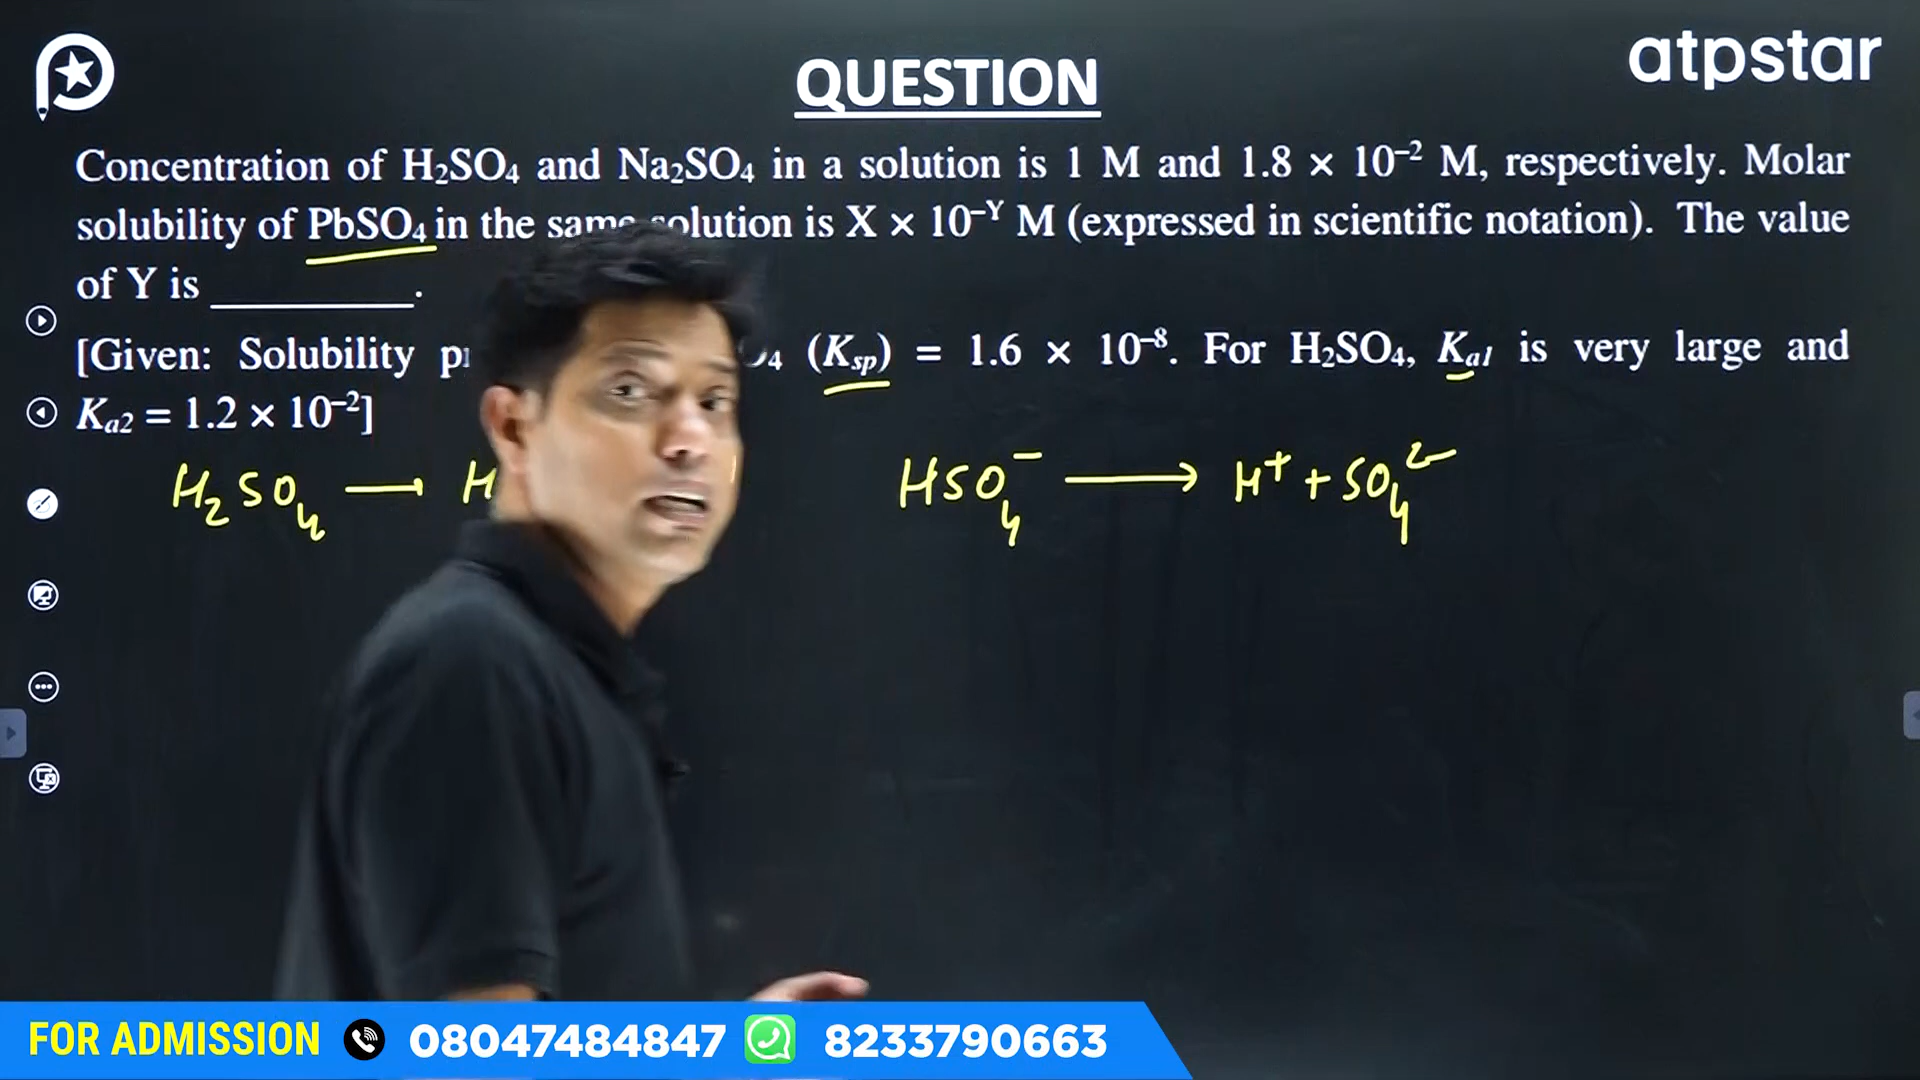 atpstar
QUESTION
Concentration of H₂SO₄ and Na₂SO₄ in a solution is 1 M and 1.8 × 10⁻² M, respectively. Molar
solubility of PbSO₄ in the same solution is X × 10⁻ʸ M (expressed in scientific notation). The value
of Y is __________.
[Given: Solubility (Ksp) = 1.6 × 10⁻⁸. For H₂SO₄, Ka1 is very large and
Ka2 = 1.2 × 10⁻²]
H₂SO₄ → H HSO₄⁻ → H⁺ + SO₄²⁻
FOR ADMISSION 08047484847 8233790663